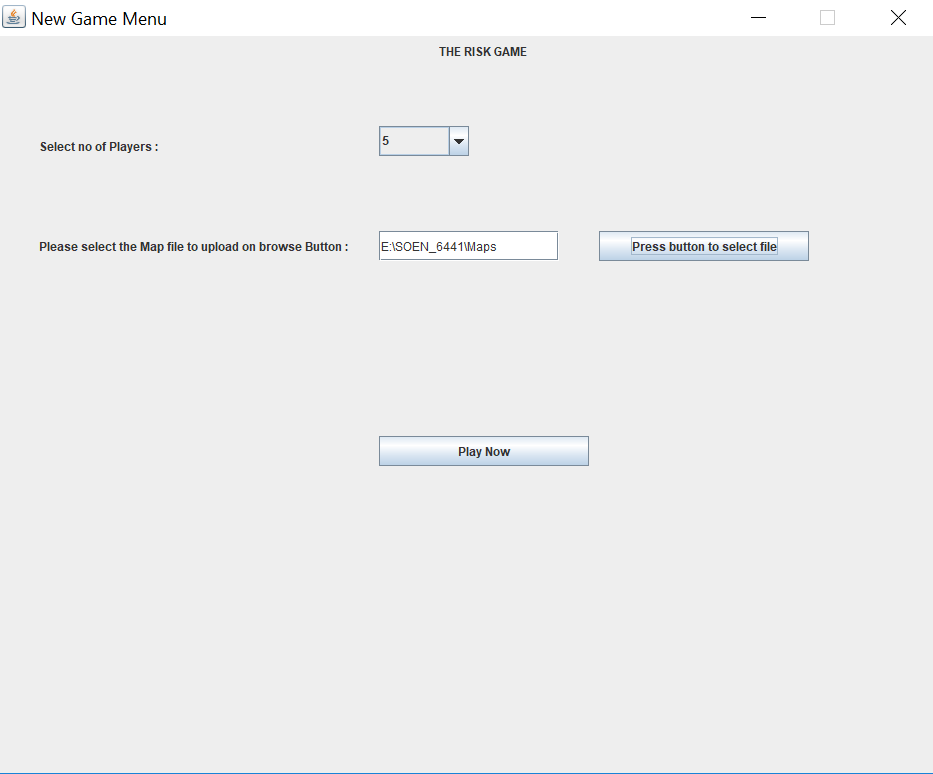 New Game Menu
THE RISK GAME
Select no of Players :
5
Please select the Map file to upload on browse Button :
E:\SOEN_6441\Maps
Press button to select file
Play Now